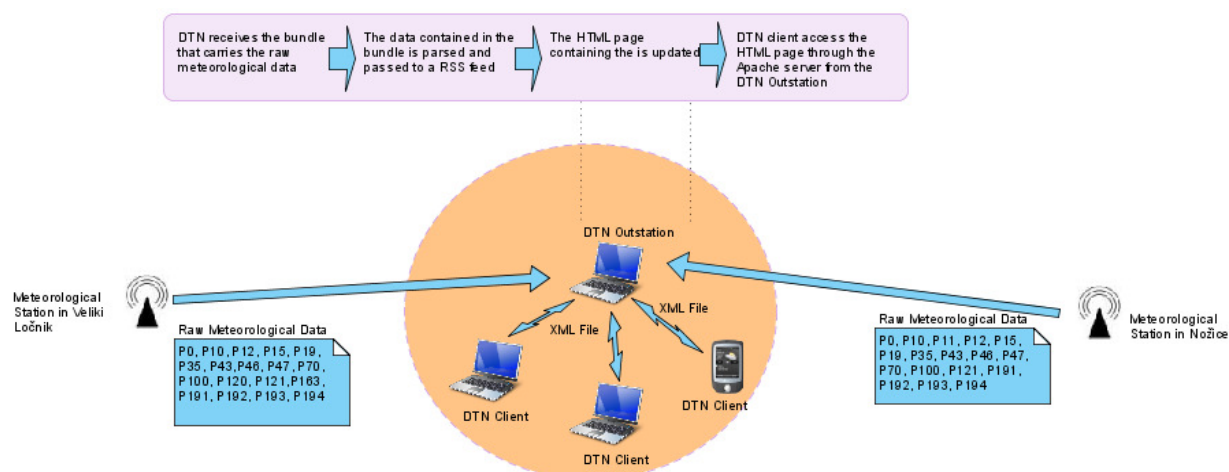 DTN receives the bundle
that carries the raw
meteorological data
The data contained in the
bundle is parsed and
passed to a RSS feed
The HTML page
containing the is updated
DTN client access the
HTML page through the
Apache server from the
DTN Outstation
DTN Outstation
Meteorological
Station in Veliki
Ločnik
Raw Meteorological Data
P0, P10, P12, P15, P19,
P35, P43,P46, P47, P70,
P100, P120, P121,P163,
P191, P192, P193, P194
XML File
XML File
DTN Client
DTN Client
DTN Client
Raw Meteorological Data
P0, P10, P11, P12, P15,
P19, P35, P43, P46, P47,
P70, P100, P121, P191,
P192, P193, P194
Meteorological
Station in Nožice